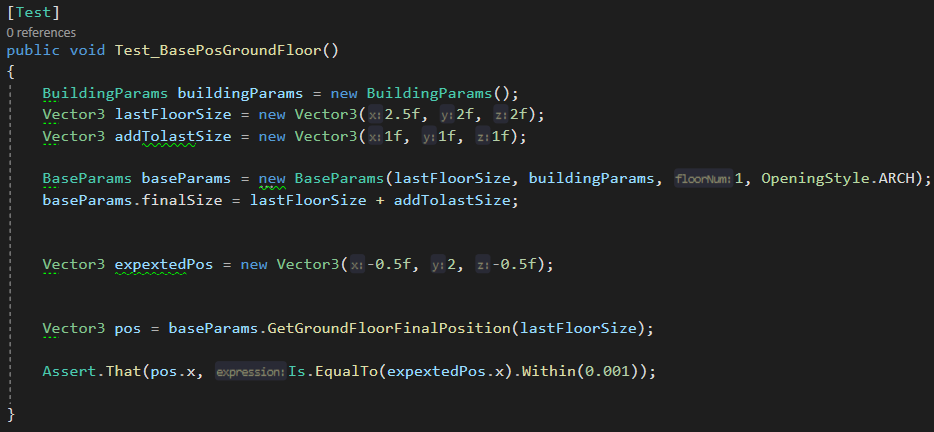 [Test]
0 references
public void Test_BasePosGroundFloor()
{
BuildingParams buildingParams = new BuildingParams();
Vector3 lastFloorSize = new Vector3(x:2.5f, y:2f, z:2f);
Vector3 addTolastSize = new Vector3(x:1f, y:1f, z:1f);
BaseParams baseParams = new BaseParams(lastFloorSize, buildingParams, floorNum:1, OpeningStyle.ARCH);
baseParams.finalSize = lastFloorSize + addTolastSize;
Vector3 expextedPos = new Vector3(x:-0.5f, y:2, z:-0.5f);
Vector3 pos = baseParams.GetGroundFloorFinalPosition(lastFloorSize);
Assert.That(pos.x, expression:Is.EqualTo(expextedPos.x).Within(0.001));
}